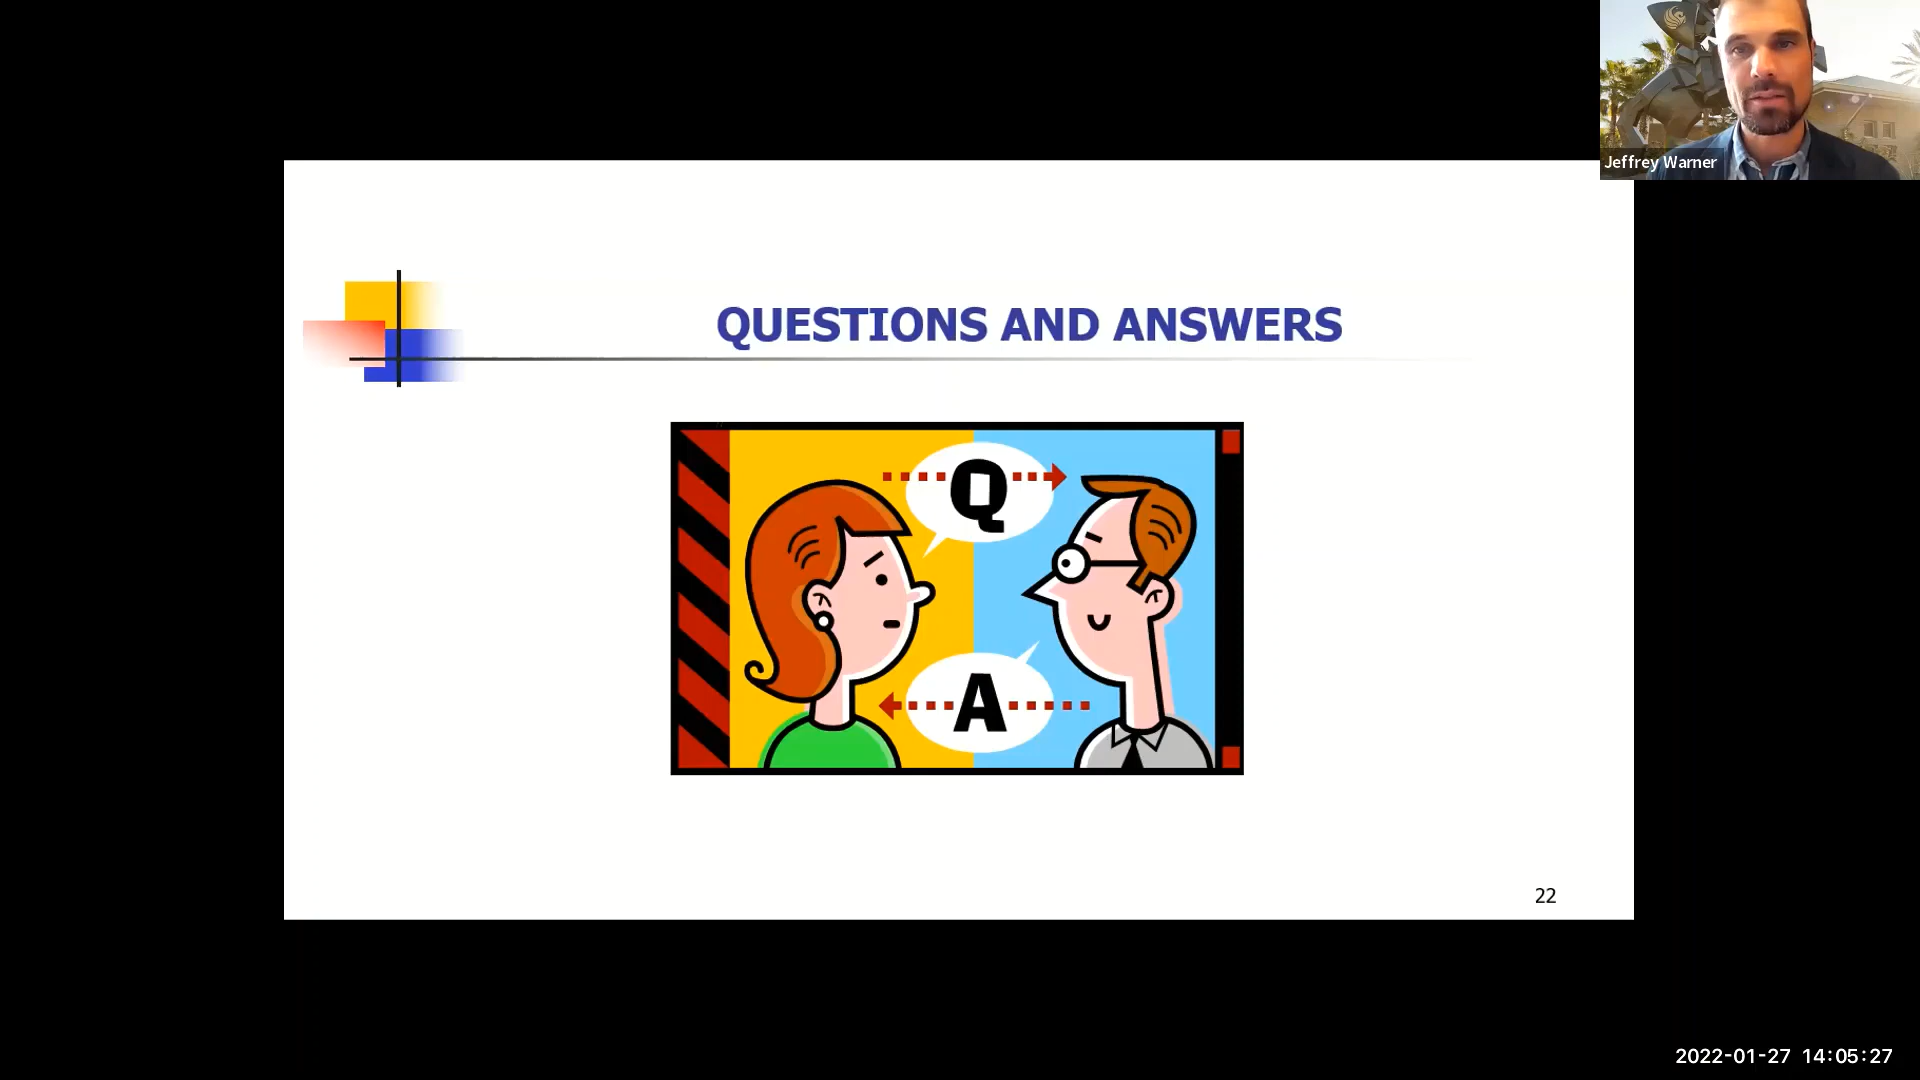 Jeffrey Warner
QUESTIONS AND ANSWERS
Q
A
22
2022-01-27 14:05:27